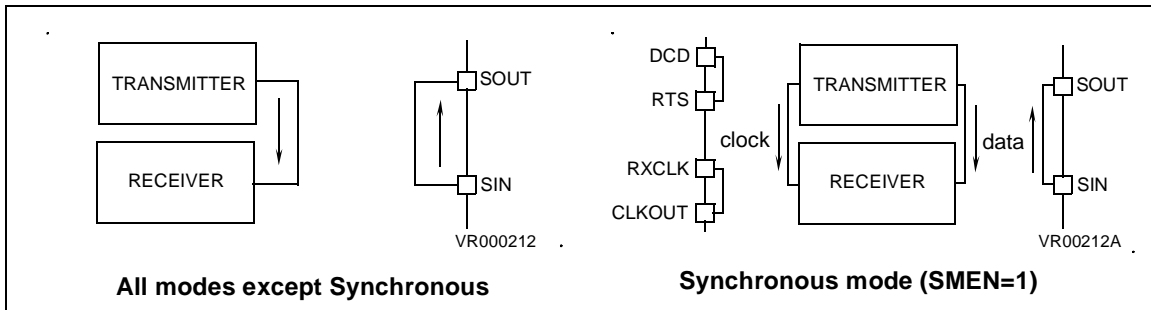 TRANSMITTER
RECEIVER
SOUT
SIN
VR000212
All modes except Synchronous
DCD
RTS
RXCLK
CLKOUT
clock
TRANSMITTER
RECEIVER
data
SOUT
SIN
VR00212A
Synchronous mode (SMEN=1)